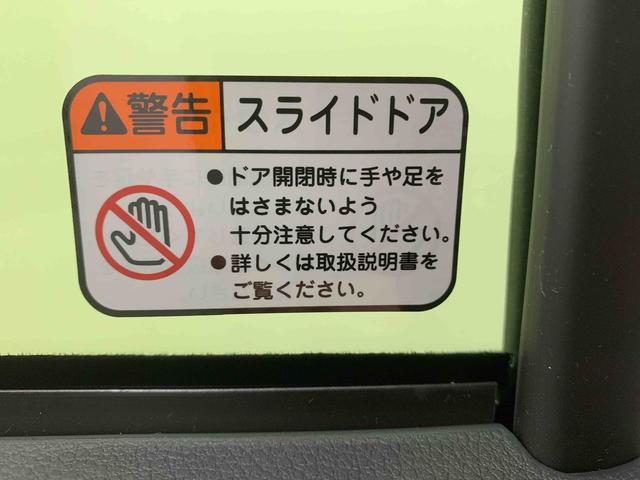 警告 スライドドア
●ドア開閉時に手や足を
はさまないよう
十分注意してください。
●詳しくは取扱説明書を
ご覧ください。